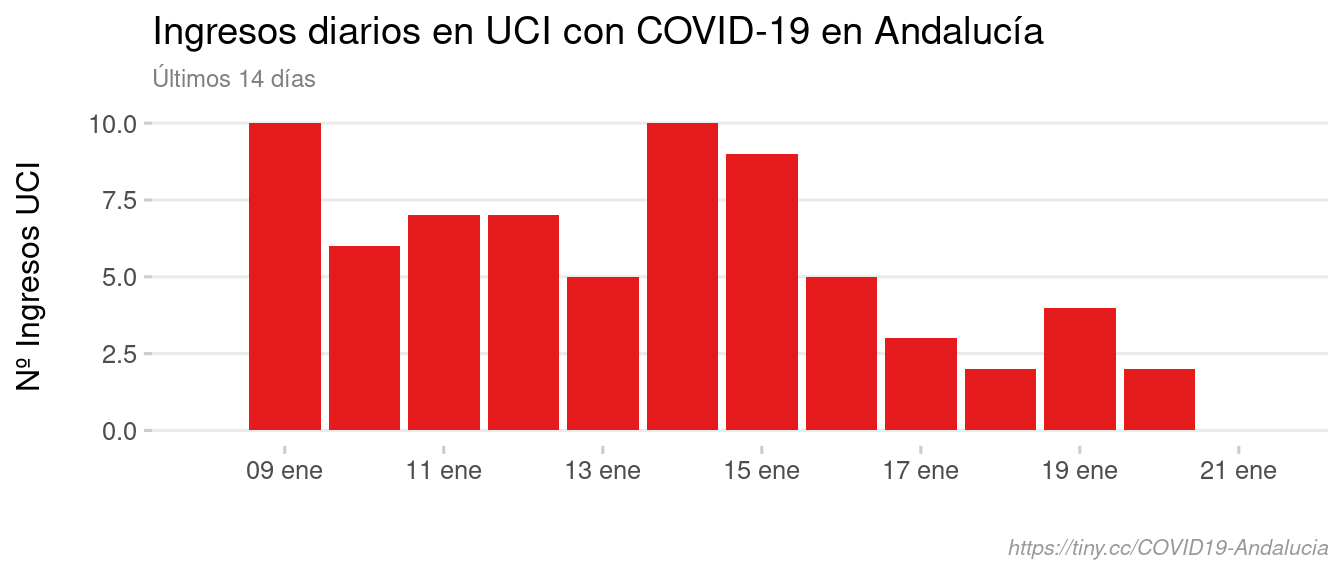 Ingresos diarios en UCI con COVID-19 en Andalucía
Últimos 14 días
Nº Ingresos UCI
10.0
7.5
5.0
2.5
0.0
09 ene 11 ene 13 ene 15 ene 17 ene 19 ene 21 ene
https://tiny.cc/COVID19-Andalucia